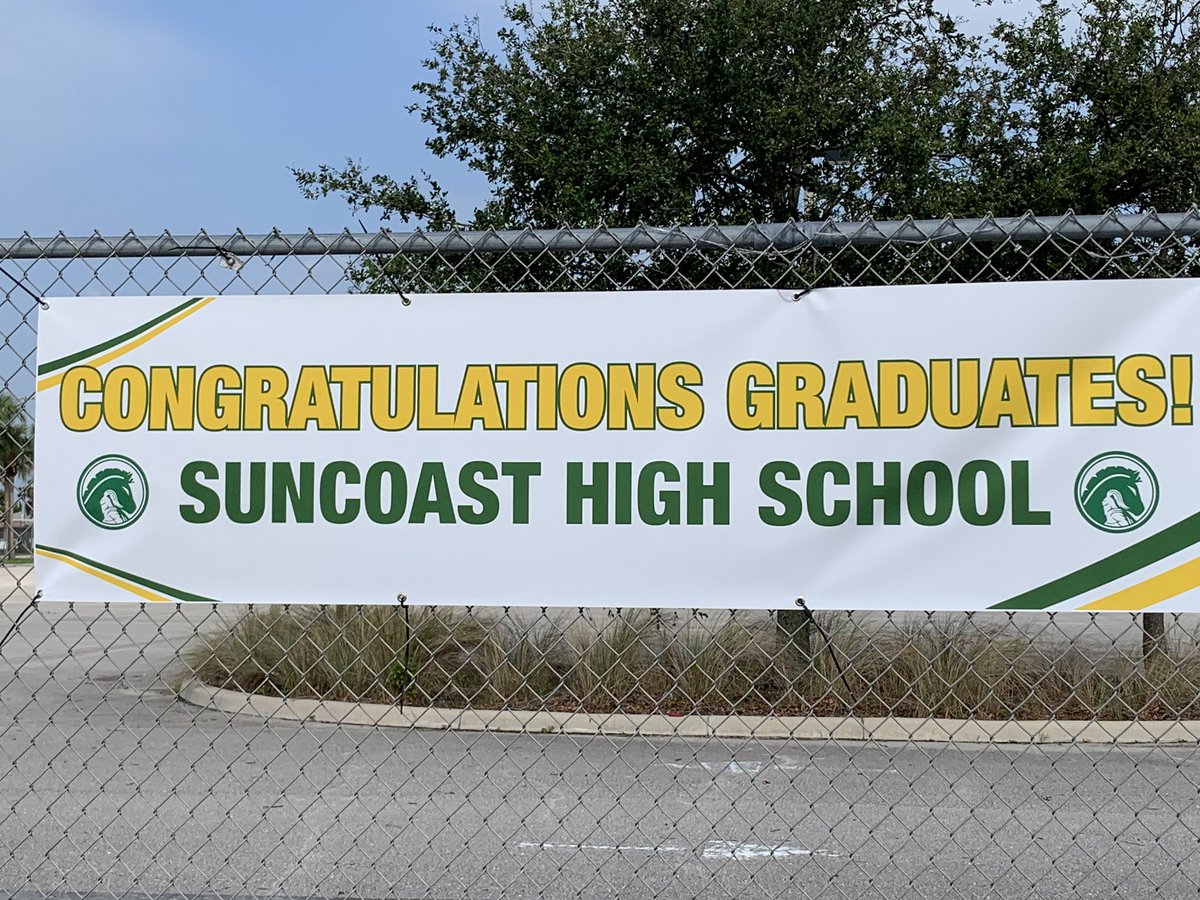 CONGRATULATIONS GRADUATES!
SUNCOAST HIGH SCHOOL